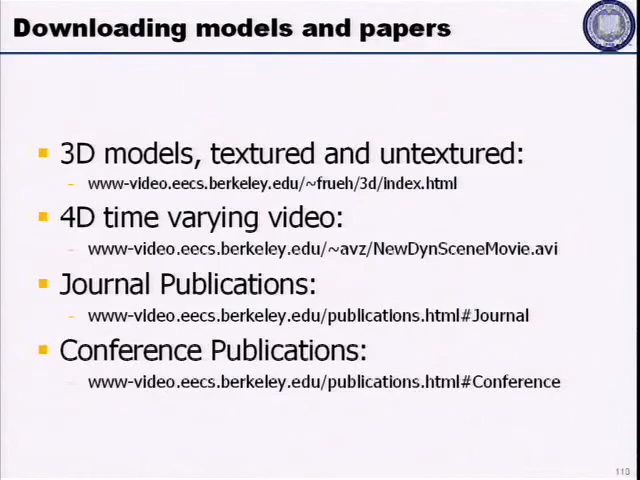 Downloading models and papers
3D models, textured and untextured:
- www-video.eecs.berkeley.edu/~frueh/3d/index.html
4D time varying video:
- www-video.eecs.berkeley.edu/~avz/NewDynSceneMovie.avi
Journal Publications:
- www-video.eecs.berkeley.edu/publications.html#Journal
Conference Publications:
- www-video.eecs.berkeley.edu/publications.html#Conference